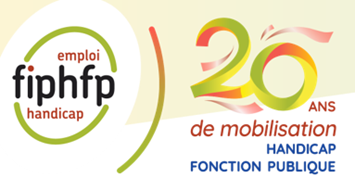 emploi
fiphfp
handicap
20
ANS
de mobilisation
HANDICAP
FONCTION PUBLIQUE